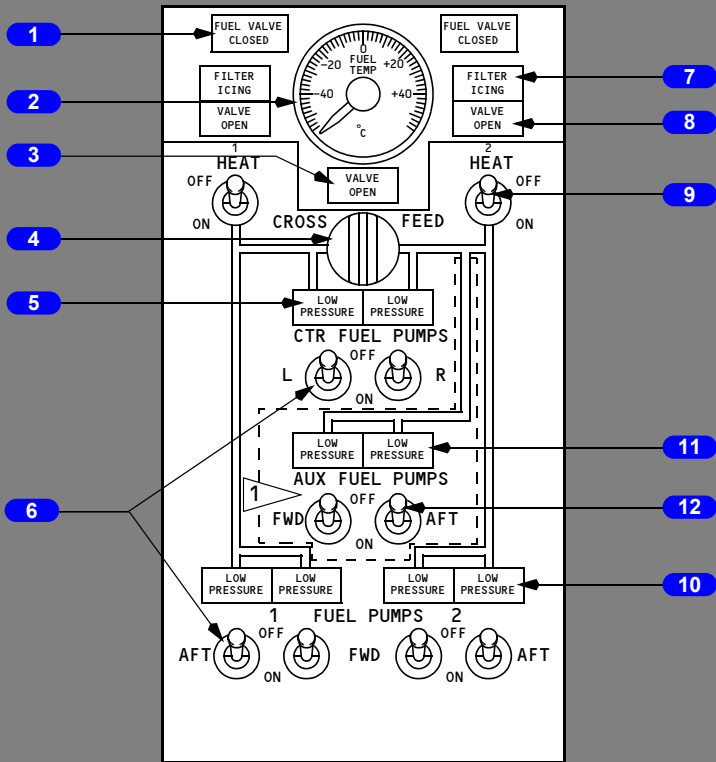 1
FUEL VALVE
CLOSED
FUEL VALVE
CLOSED
0
-20
FUEL
TEMP
+20
-40
+40
°C
2
FILTER
ICING
VALVE
OPEN
FILTER
ICING
7
VALVE
OPEN
8
3
VALVE
OPEN
1
HEAT
OFF
ON
2
HEAT
OFF
ON
9
4
CROSS
FEED
5
LOW
PRESSURE
LOW
PRESSURE
CTR FUEL PUMPS
OFF
L
R
ON
LOW
PRESSURE
LOW
PRESSURE
11
AUX FUEL PUMPS
1
OFF
FWD
AFT
ON
12
6
LOW
PRESSURE
LOW
PRESSURE
LOW
PRESSURE
LOW
PRESSURE
10
1
FUEL PUMPS
2
OFF
OFF
AFT
FWD
AFT
ON
ON